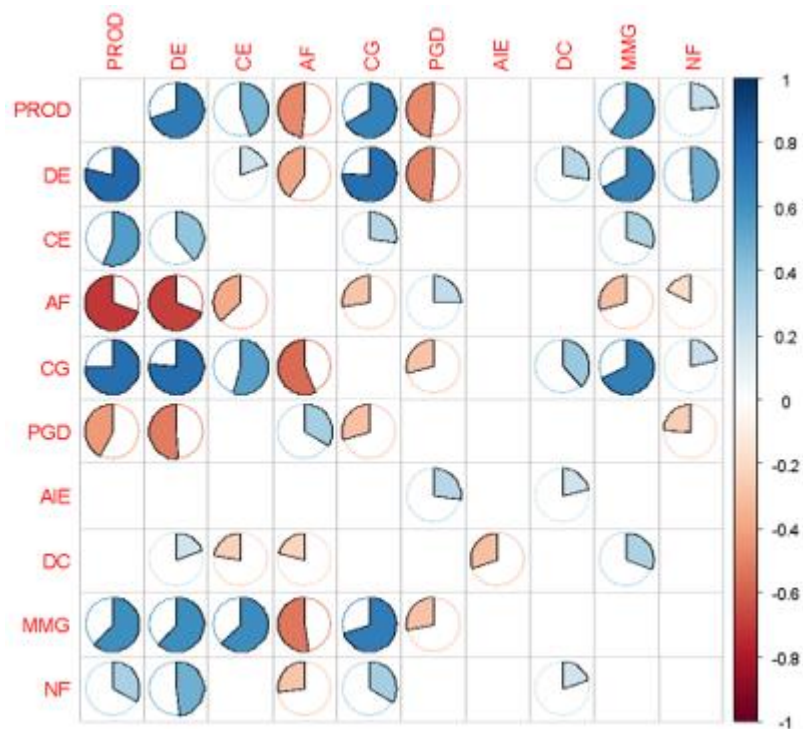 PROD DE CE AF CG PGD AIE DC MMG NF
PROD
DE
CE
AF
CG
PGD
AIE
DC
MMG
NF
1
0.8
0.6
0.4
0.2
0
-0.2
-0.4
-0.6
-0.8
-1